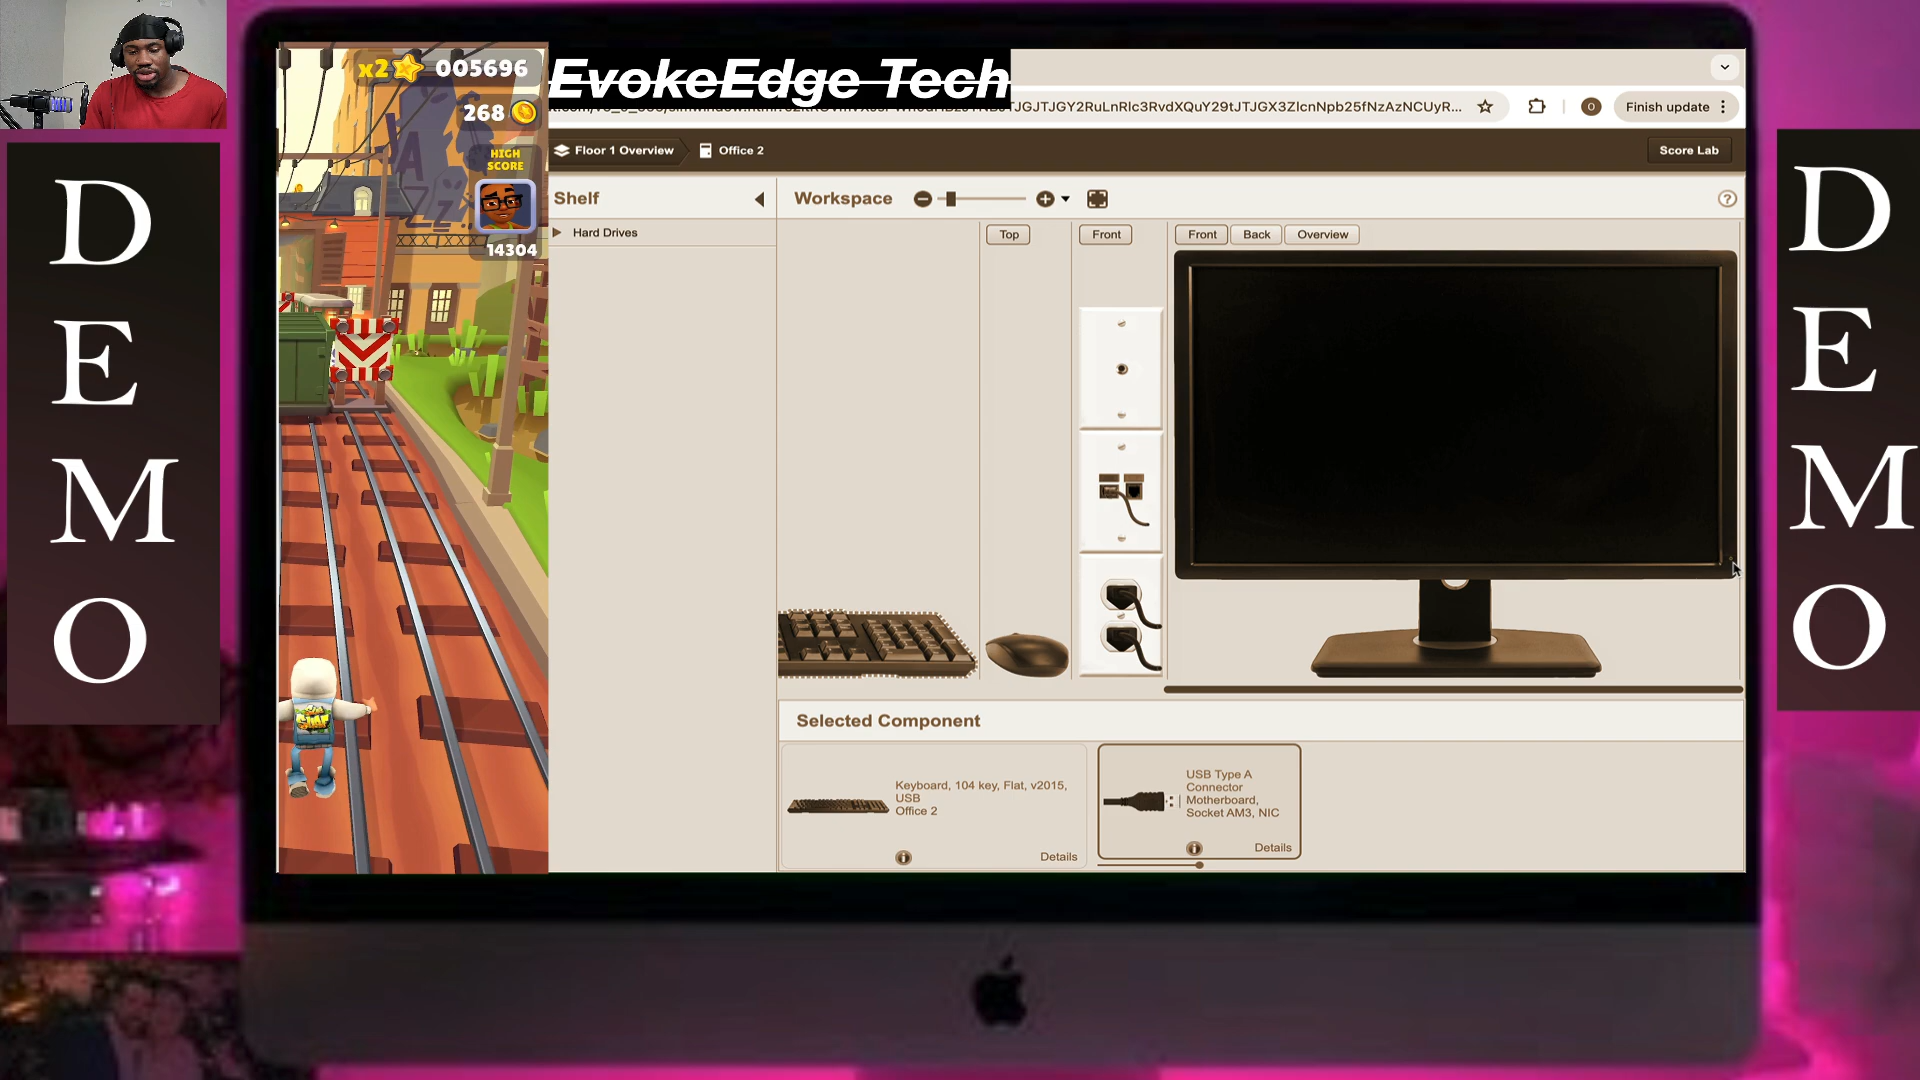 D
E
M
O
x2 005696
268
HIGH
SCORE
14304
EvokeEdge Tech
Finish update
Floor 1 Overview
Office 2
Score Lab
Shelf
Hard Drives
Workspace
Top
Front
Front
Back
Overview
Selected Component
Keyboard, 104 key, Flat, v2015,
USB
Office 2
Details
USB Type A
Connector
Motherboard,
Socket AM3, NIC
Details
D
E
M
O